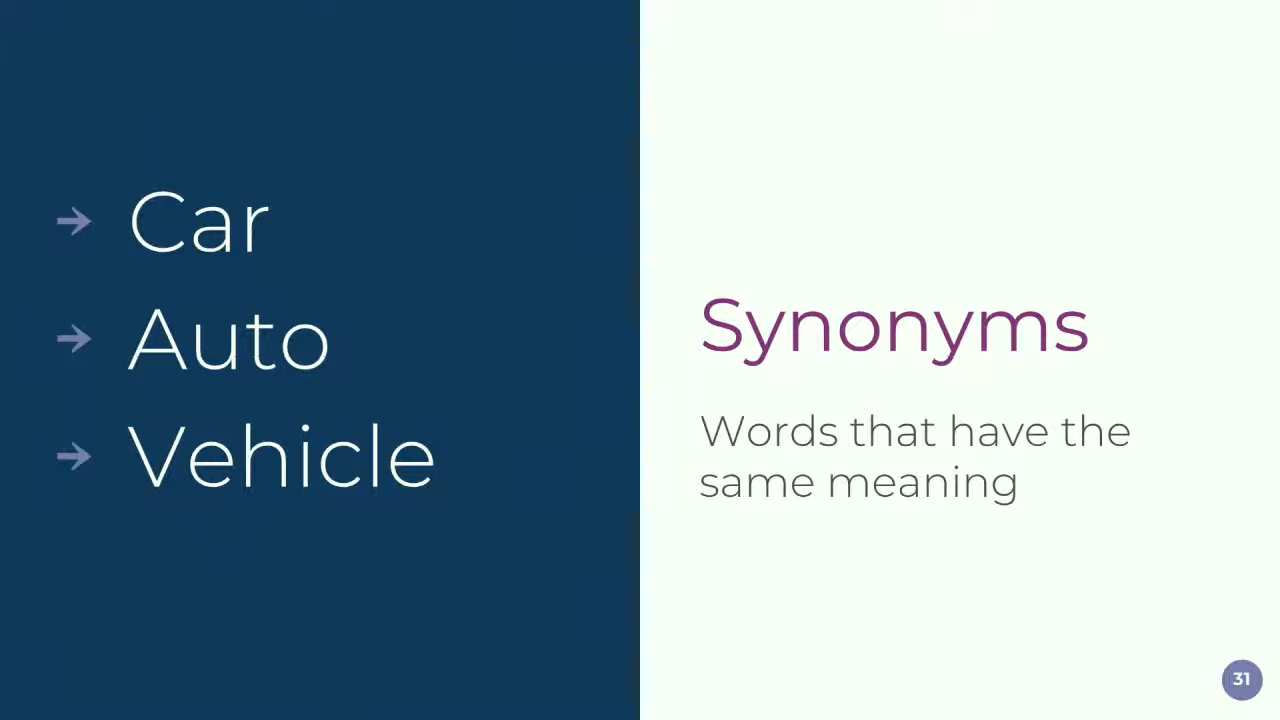 Car
Auto
Vehicle
Synonyms
Words that have the
same meaning
31